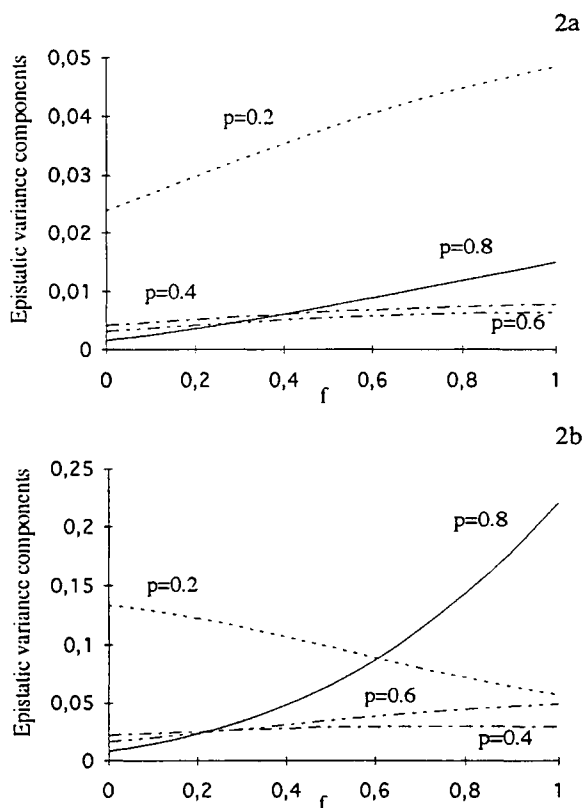 2a
Epistatic variance components
0,05
0,04
0,03
0,02
0,01
0
p=0.2
p=0.8
p=0.4
p=0.6
0 0,2 0,4 0,6 0,8 1
f
2b
Epistatic variance components
0,25
0,2
0,15
0,1
0,05
0
p=0.8
p=0.2
p=0.6
p=0.4
0 0,2 0,4 0,6 0,8 1
f